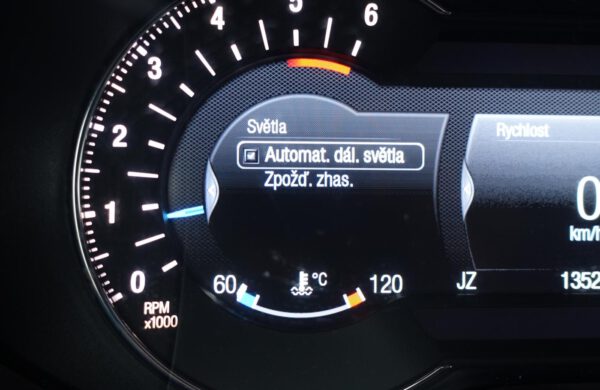 6
5
4
3
2
1
0
RPM
x1000
Světla
Automat. dál. světla
Zpožď. zhas.
60 °C 120
Rychlost
0
km/h
JZ 1352